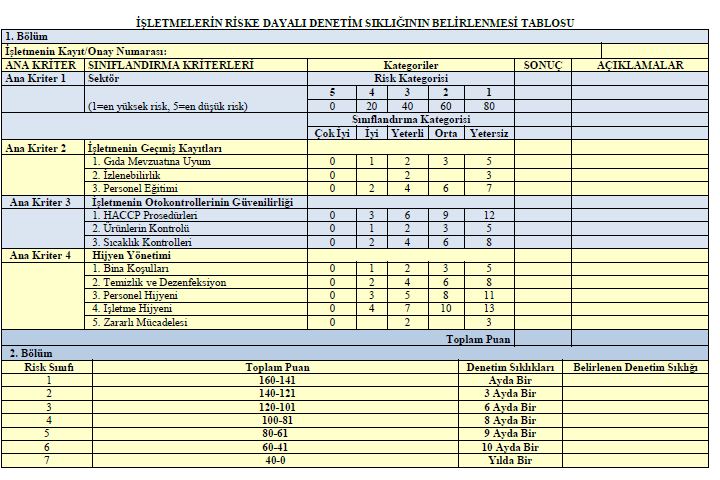 İŞLETMELERİN RİSKE DAYALI DENETİM SIKLIĞININ BELİRLENMESİ TABLOSU
1. Bölüm
İşletmenin Kayıt/Onay Numarası:
ANA KRİTER SINIFLANDIRMA KRİTERLERİ Kategoriler SONUÇ AÇIKLAMALAR
Ana Kriter 1 Sektör Risk Kategorisi
5 4 3 2 1
(1=en yüksek risk, 5=en düşük risk) 0 20 40 60 80
Sınıflandırma Kategorisi
Çok İyi İyi Yeterli Orta Yetersiz
Ana Kriter 2 İşletmenin Geçmiş Kayıtları
1. Gıda Mevzuatına Uyum 0 1 2 3 5
2. İzlenebilirlik 0 2 3
3. Personel Eğitimi 0 2 4 6 7
Ana Kriter 3 İşletmenin Otokontrollerinin Güvenilirliği
1. HACCP Prosedürleri 0 3 6 9 12
2. Ürünlerin Kontrolü 0 1 2 3 5
3. Sıcaklık Kontrolleri 0 2 4 6 8
Ana Kriter 4 Hijyen Yönetimi
1. Bina Koşulları 0 1 2 3 5
2. Temizlik ve Dezenfeksiyon 0 2 4 6 8
3. Personel Hijyeni 0 3 5 8 11
4. İşletme Hijyeni 0 4 7 10 13
5. Zararlı Mücadelesi 0 2 3
Toplam Puan
2. Bölüm
Risk Sınıfı Toplam Puan Denetim Sıklıkları Belirlenen Denetim Sıklığı
1 160-141 Ayda Bir
2 140-121 3 Ayda Bir
3 120-101 6 Ayda Bir
4 100-81 8 Ayda Bir
5 80-61 9 Ayda Bir
6 60-41 10 Ayda Bir
7 40-0 Yılda Bir